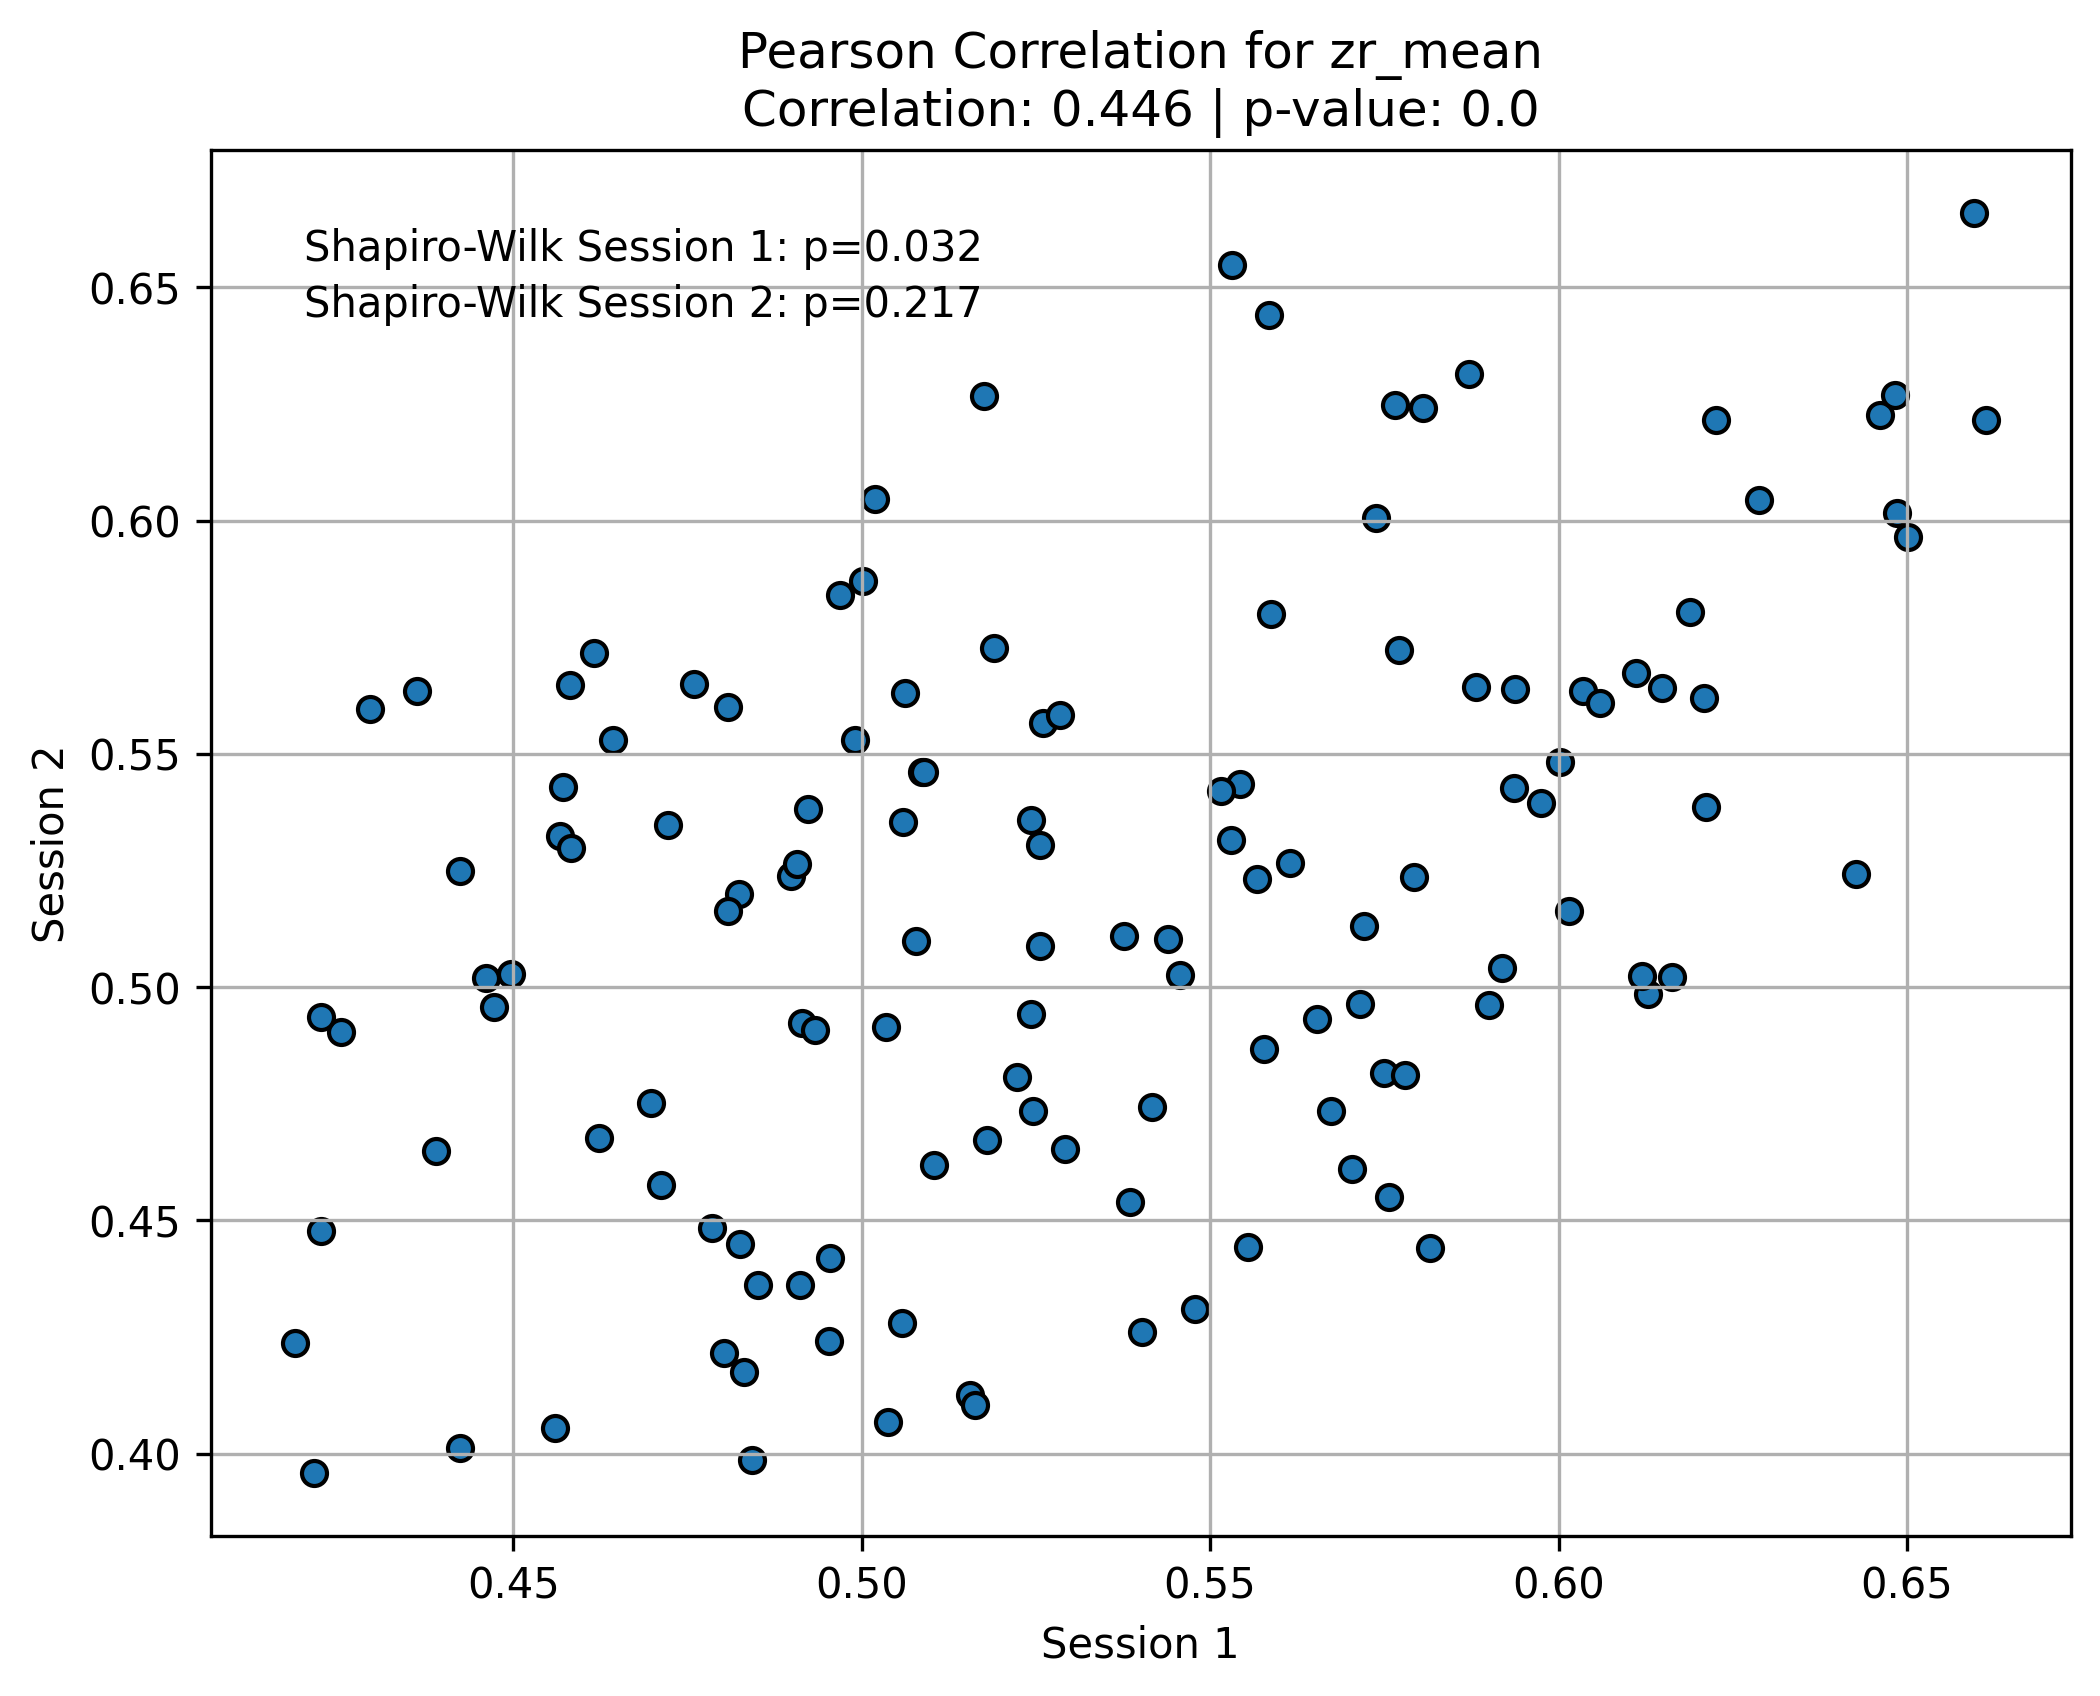 Pearson Correlation for zr_mean
Correlation: 0.446 | p-value: 0.0
Shapiro-Wilk Session 1: p=0.032
Shapiro-Wilk Session 2: p=0.217
0.65
0.60
0.55
0.50
0.45
0.40
Session 2
0.45 0.50 0.55 0.60 0.65
Session 1